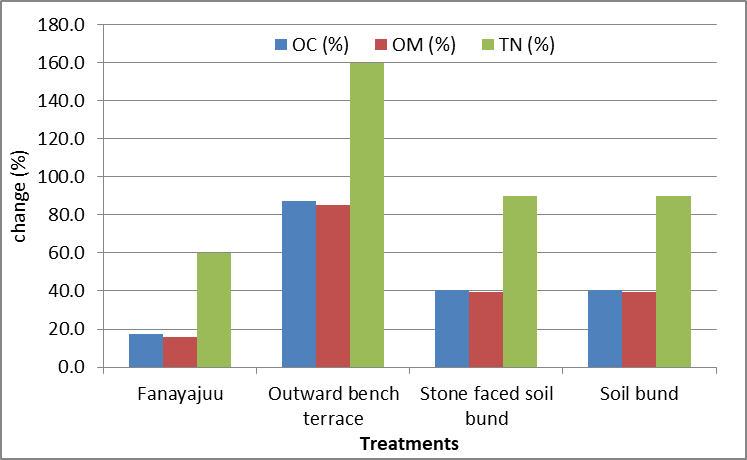 180.0
160.0
140.0
120.0
100.0
80.0
60.0
40.0
20.0
0.0
change (%)
OC (%) OM (%) TN (%)
Fanayajuu Outward bench Stone faced soil Soil bund
terrace bund
Treatments